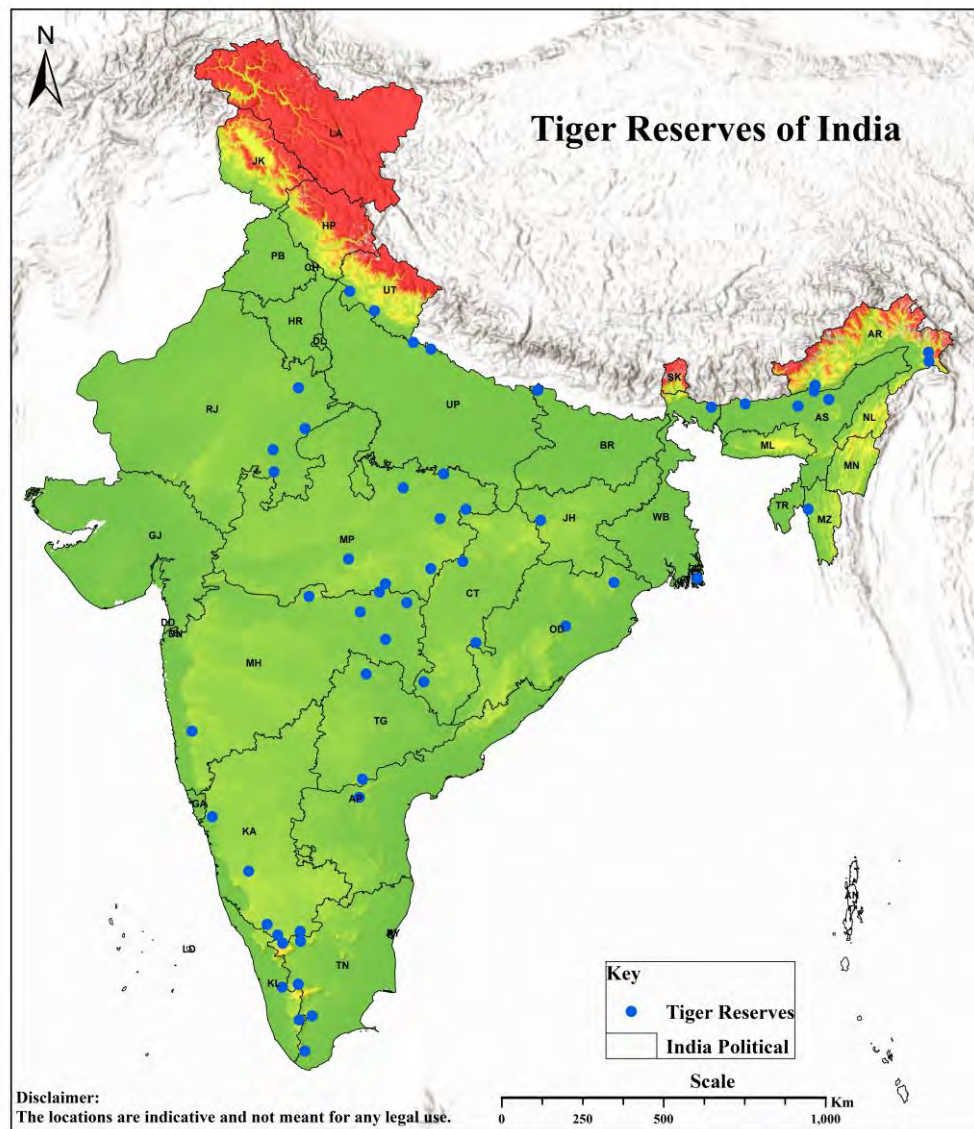 N
Tiger Reserves of India
LA
JK
HP
PB
CH
UT
HR
DL
AR
SK
RJ
UP
AS
NL
BR
ML
MN
TR
MZ
JH
WB
GJ
MP
CT
DD
DN
OD
MH
TG
GA
AP
KA
AN
LD
PY
TN
KL
Key
Tiger Reserves
India Political
Scale
Km
0 250 500 1,000
Disclaimer:
The locations are indicative and not meant for any legal use.